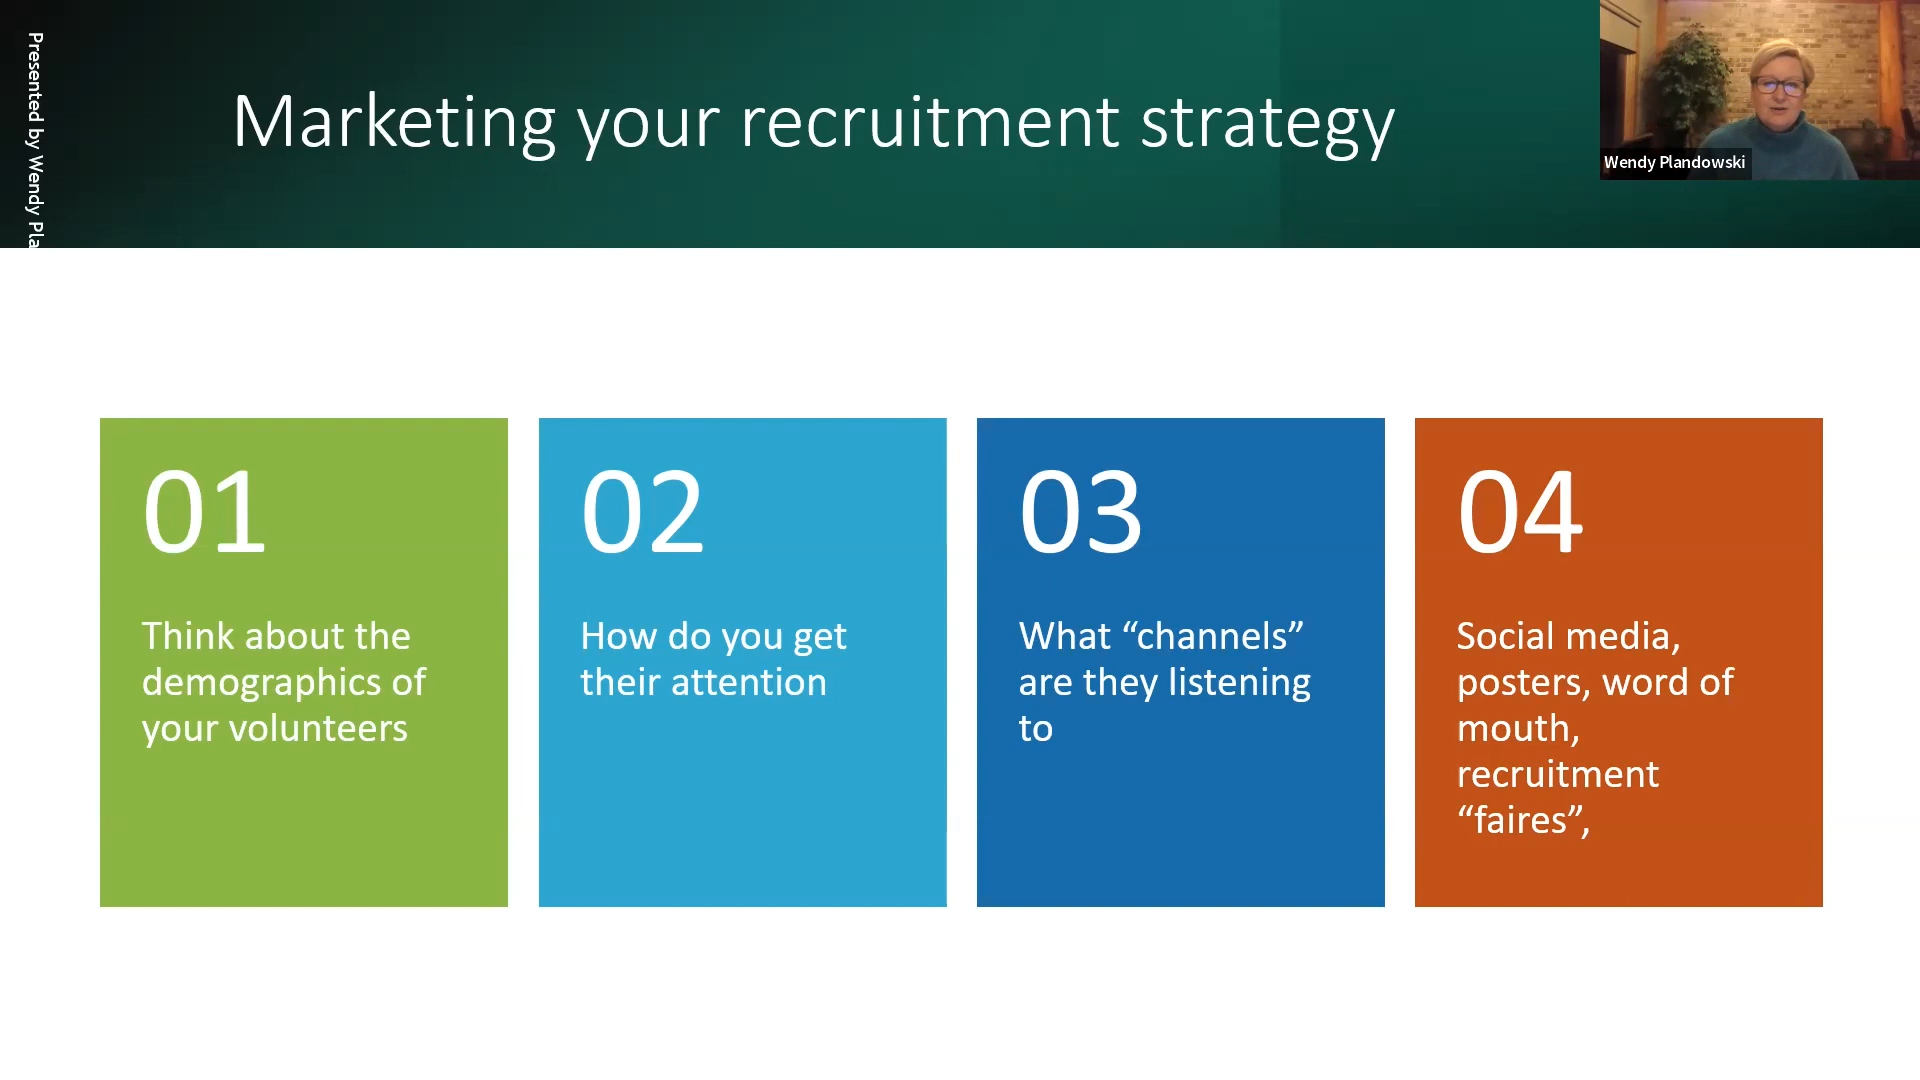 Presented by Wendy Pla
Marketing your recruitment strategy
Wendy Plandowski
01
Think about the
demographics of
your volunteers
02
How do you get
their attention
03
What “channels”
are they listening
to
04
Social media,
posters, word of
mouth,
recruitment
“faires”,